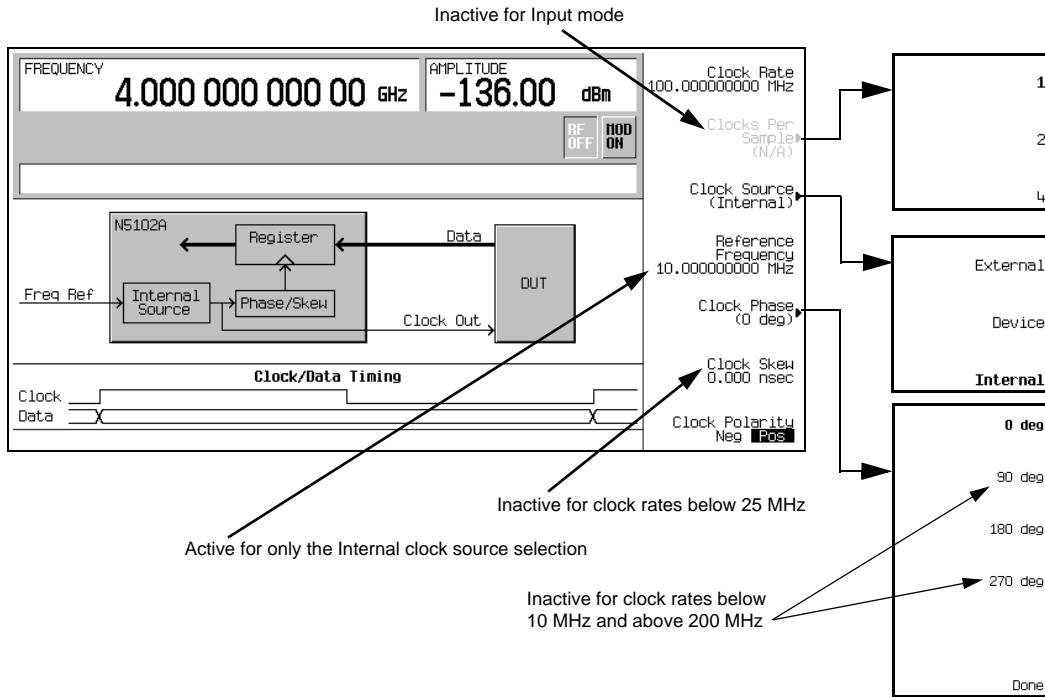 Inactive for Input mode
FREQUENCY
4.000 000 000 00 GHz
AMPLITUDE
-136.00 dBm
RF OFF
MOD ON
N5102A
Register
Data
DUT
Freq Ref
Internal Source
Phase/Skew
Clock Out
Clock/Data Timing
Clock
Data
Clock Rate
100.000000000 MHz
Clocks Per
Sample
(N/A)
Clock Source
(Internal)
Reference
Frequency
10.000000000 MHz
Clock Phase
(0 deg)
Clock Skew
0.000 nsec
Clock Polarity
Neg Pos
1
2
4
External
Device
Internal
0 deg
90 deg
180 deg
270 deg
Done
Inactive for clock rates below 25 MHz
Active for only the Internal clock source selection
Inactive for clock rates below
10 MHz and above 200 MHz